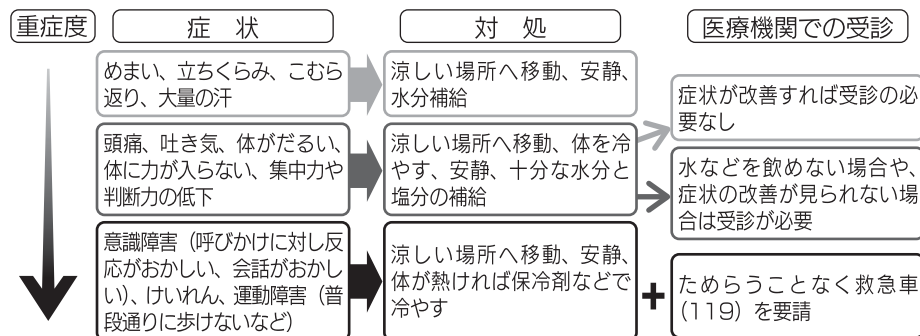 重症度
症　状
対　処
医療機関での受診
めまい、立ちくらみ、こむら
返り、大量の汗
涼しい場所へ移動、安静、
水分補給
頭痛、吐き気、体がだるい、
体に力が入らない、集中力や
判断力の低下
涼しい場所へ移動、体を冷
やす、安静、十分な水分と
塩分の補給
症状が改善すれば受診の必
要なし
水などを飲めない場合や、
症状の改善が見られない場
合は受診が必要
意識障害（呼びかけに対し反
応がおかしい、会話がおかし
い）、けいれん、運動障害（普
段通りに歩けないなど）
涼しい場所へ移動、安静、
体が熱ければ保冷剤などで
冷やす
+
ためらうことなく救急車
（119）を要請